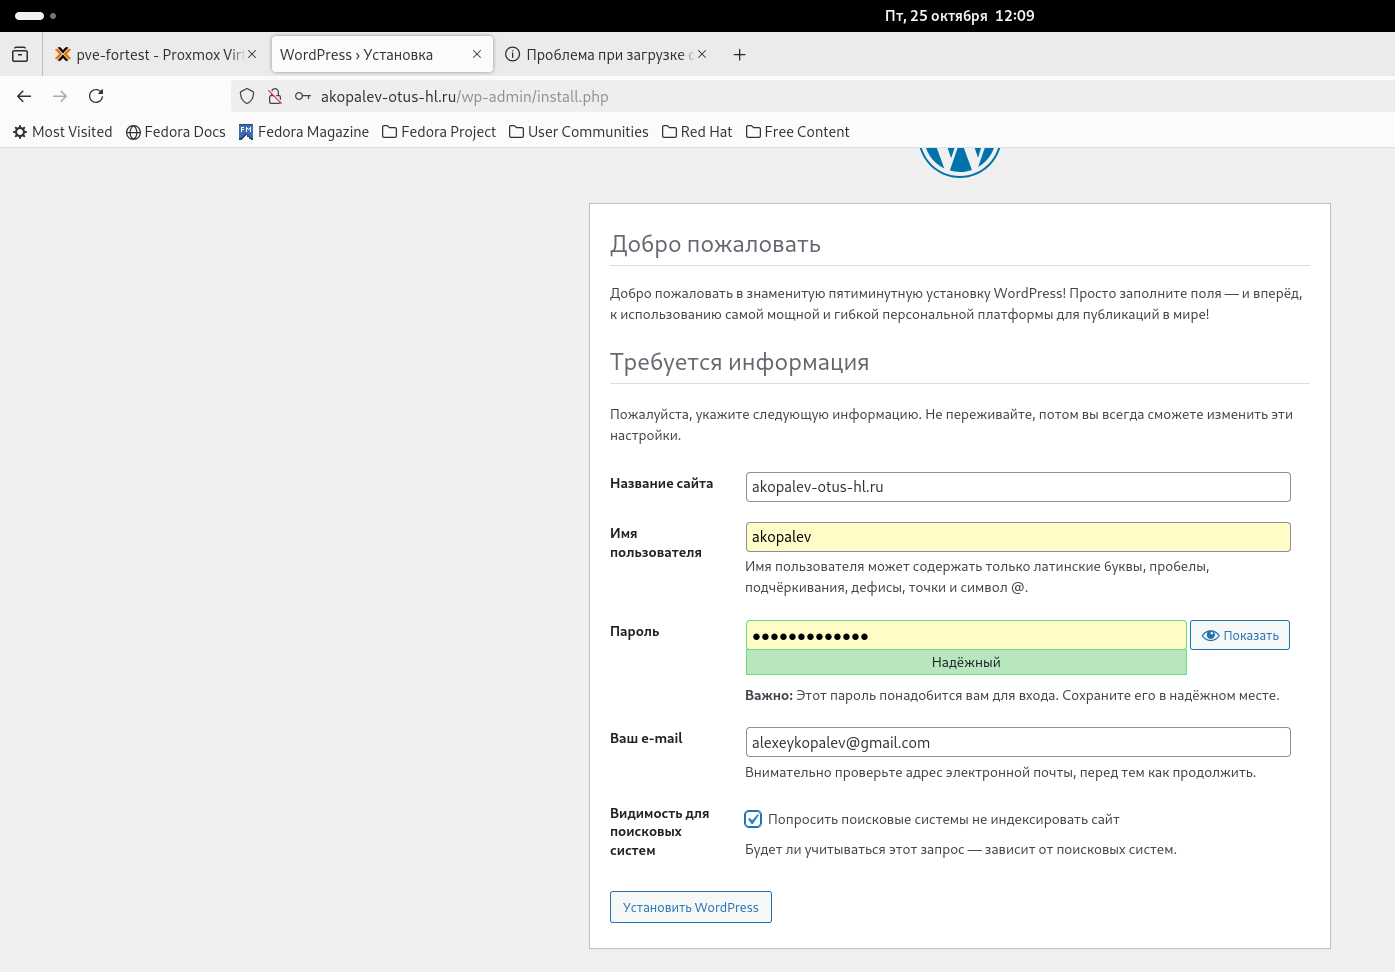 Пт, 25 октября 12:09
pve-fortest - Proxmox Vir
WordPress › Установка
Проблема при загрузке
akopalev-otus-hl.ru/wp-admin/install.php
Most Visited Fedora Docs Fedora Magazine Fedora Project User Communities Red Hat Free Content
Добро пожаловать
Добро пожаловать в знаменитую пятиминутную установку WordPress! Просто заполните поля — и вперёд,
к использованию самой мощной и гибкой персональной платформы для публикаций в мире!
Требуется информация
Пожалуйста, укажите следующую информацию. Не переживайте, потом вы всегда сможете изменить эти
настройки.
Название сайта
akopalev-otus-hl.ru
Имя
пользователя
akopalev
Имя пользователя может содержать только латинские буквы, пробелы,
подчёркивания, дефисы, точки и символ @.
Пароль
●●●●●●●●●●●●●
Показать
Надёжный
Важно: Этот пароль понадобится вам для входа. Сохраните его в надёжном месте.
Ваш e-mail
alexeykopalev@gmail.com
Внимательно проверьте адрес электронной почты, перед тем как продолжить.
Видимость для
поисковых
систем
Попросить поисковые системы не индексировать сайт
Будет ли учитываться этот запрос — зависит от поисковых систем.
Установить WordPress